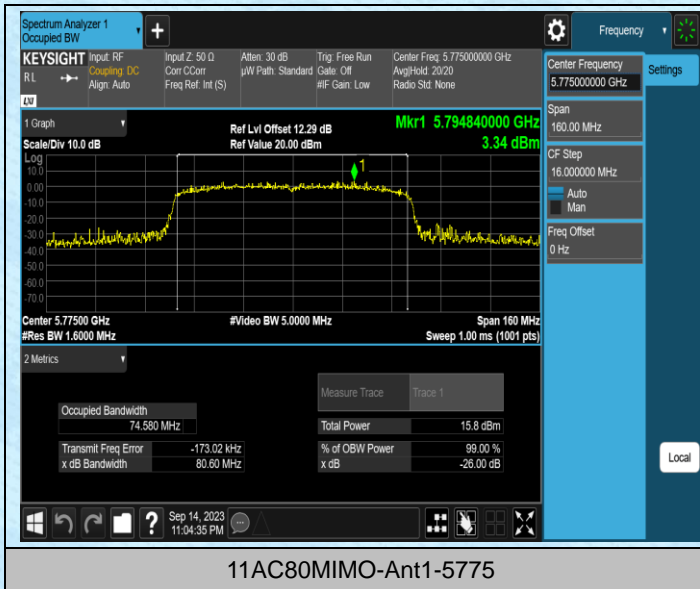 Spectrum Analyzer 1
Occupied BW
Frequency
KEYSIGHT
RL
LXI
Input: RF
Coupling: DC
Align: Auto
Input Z: 50 Ω
Corr CCorr
Freq Ref: Int (S)
Atten: 30 dB
µW Path: Standard
Trig: Free Run
Gate: Off
#IF Gain: Low
Center Freq: 5.775000000 GHz
Avg|Hold: 20/20
Radio Std: None
Center Frequency
5.775000000 GHz
Settings
Span
160.00 MHz
CF Step
16.000000 MHz
Auto
Man
Freq Offset
0 Hz
Local
1 Graph
Scale/Div 10.0 dB
Ref Lvl Offset 12.29 dB
Ref Value 20.00 dBm
Mkr1 5.794840000 GHz
3.34 dBm
Log
1
10.0
0.00
-10.0
-20.0
-30.0
-40.0
-50.0
-60.0
-70.0
Center 5.77500 GHz
#Video BW 5.0000 MHz
Span 160 MHz
#Res BW 1.6000 MHz
Sweep 1.00 ms (1001 pts)
2 Metrics
Measure Trace
Trace 1
Occupied Bandwidth
74.580 MHz
Total Power
15.8 dBm
Transmit Freq Error
-173.02 kHz
% of OBW Power
99.00 %
x dB Bandwidth
80.60 MHz
x dB
-26.00 dB
?
Sep 14, 2023
11:04:35 PM
11AC80MIMO-Ant1-5775